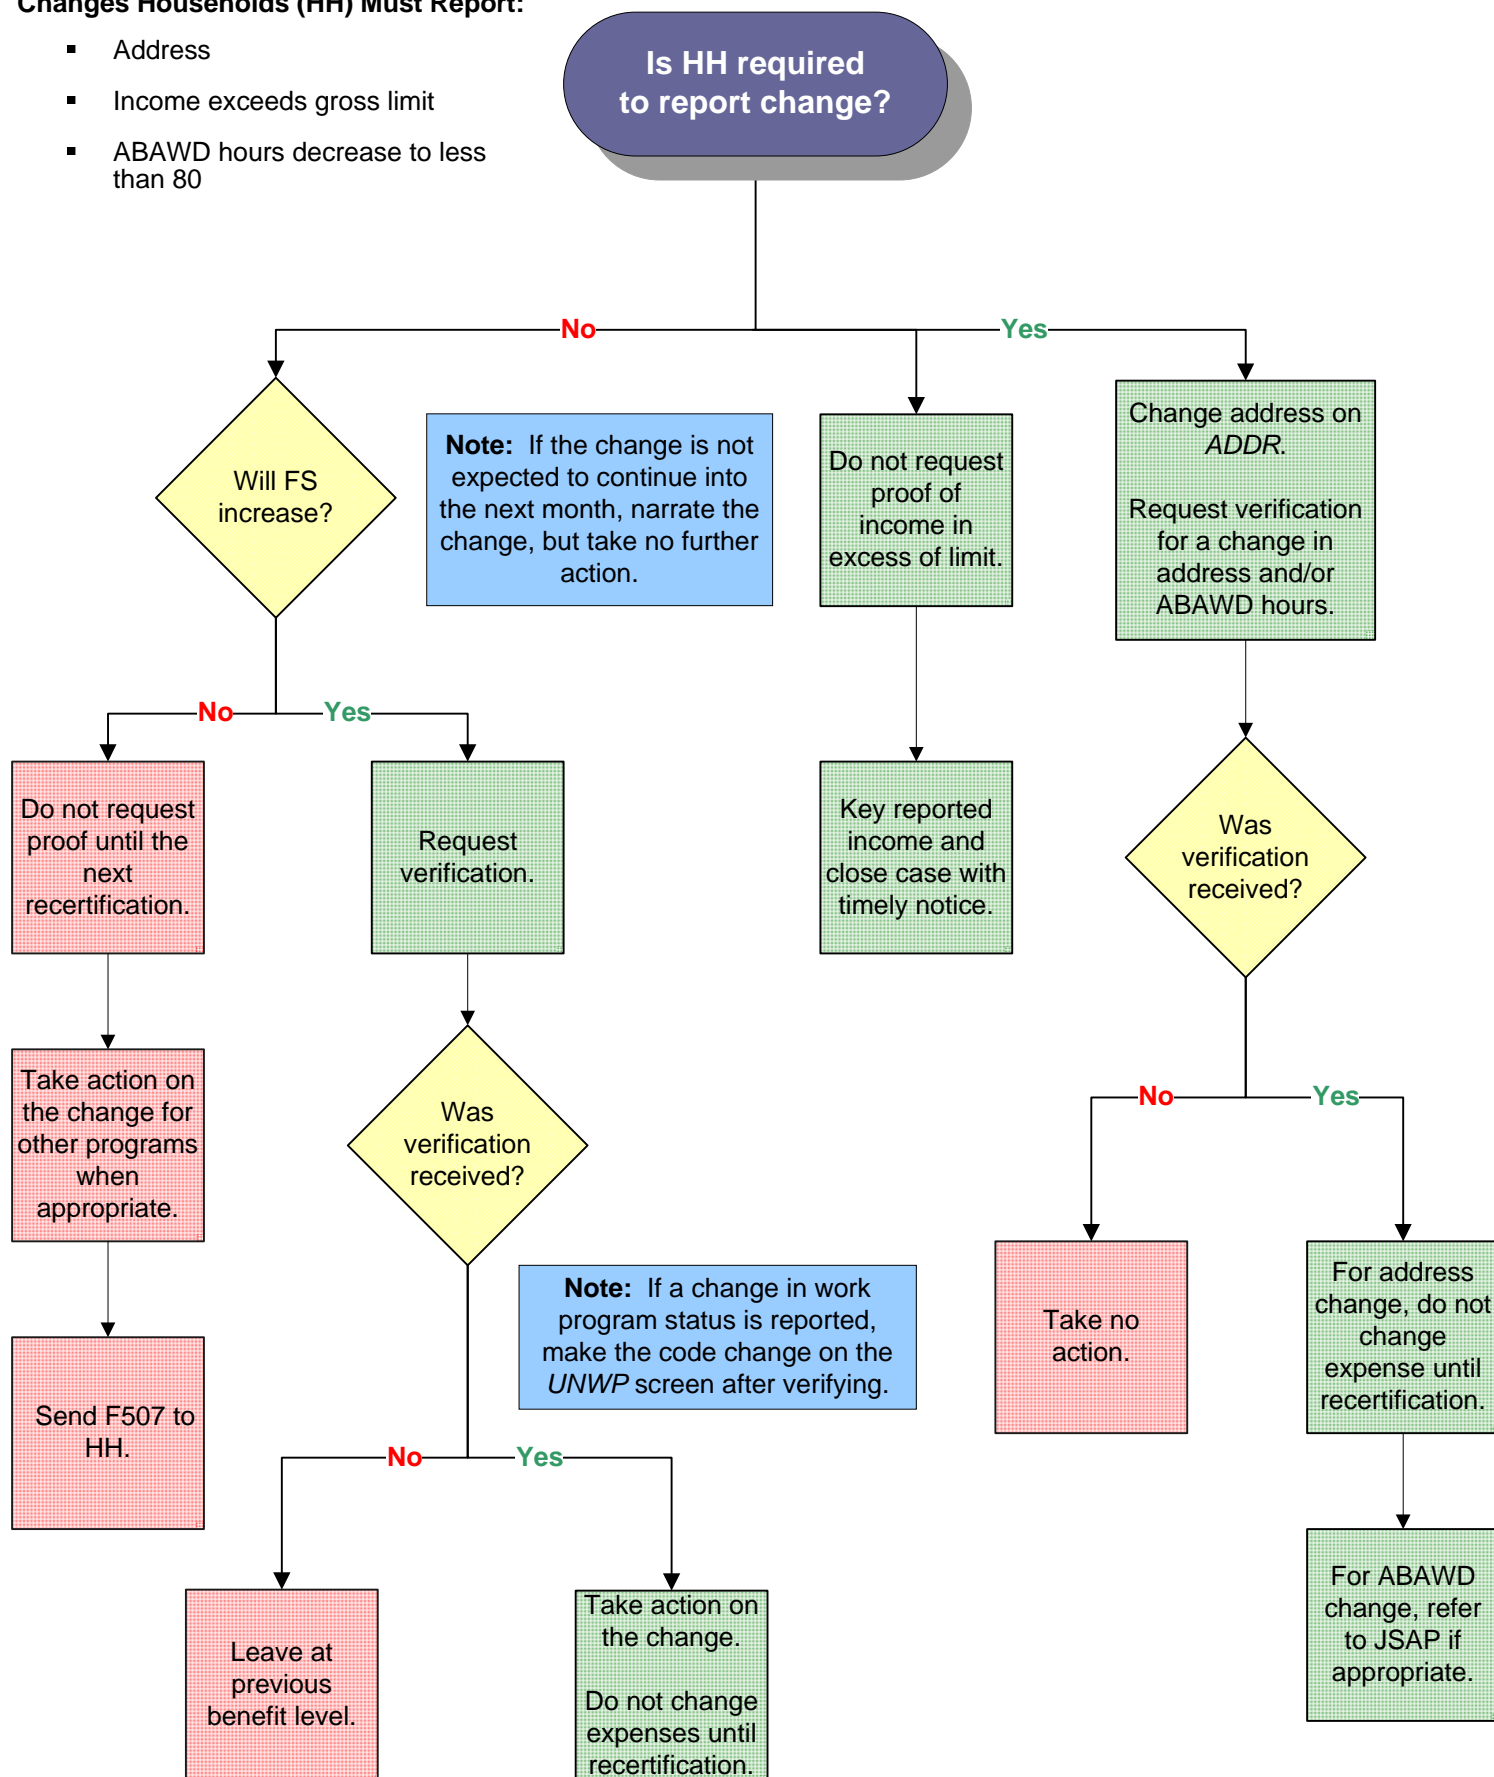 Changes Households (HH) Must Report:
▪ Address
▪ Income exceeds gross limit
▪ ABAWD hours decrease to less
than 80
Is HH required
to report change?
No
Yes
Will FS
increase?
Note: If the change is not
expected to continue into
the next month, narrate the
change, but take no further
action.
Do not request
proof of
income in
excess of limit.
Change address on
ADDR.
Request verification
for a change in
address and/or
ABAWD hours.
No
Yes
Do not request
proof until the
next
recertification.
Request
verification.
Key reported
income and
close case with
timely notice.
Was
verification
received?
Take action on
the change for
other programs
when
appropriate.
Was
verification
received?
No
Yes
Send F507 to
HH.
Note: If a change in work
program status is reported,
make the code change on the
UNWP screen after verifying.
Take no
action.
For address
change, do not
change
expense until
recertification.
No
Yes
Leave at
previous
benefit level.
Take action on
the change.
Do not change
expenses until
recertification.
For ABAWD
change, refer
to JSAP if
appropriate.